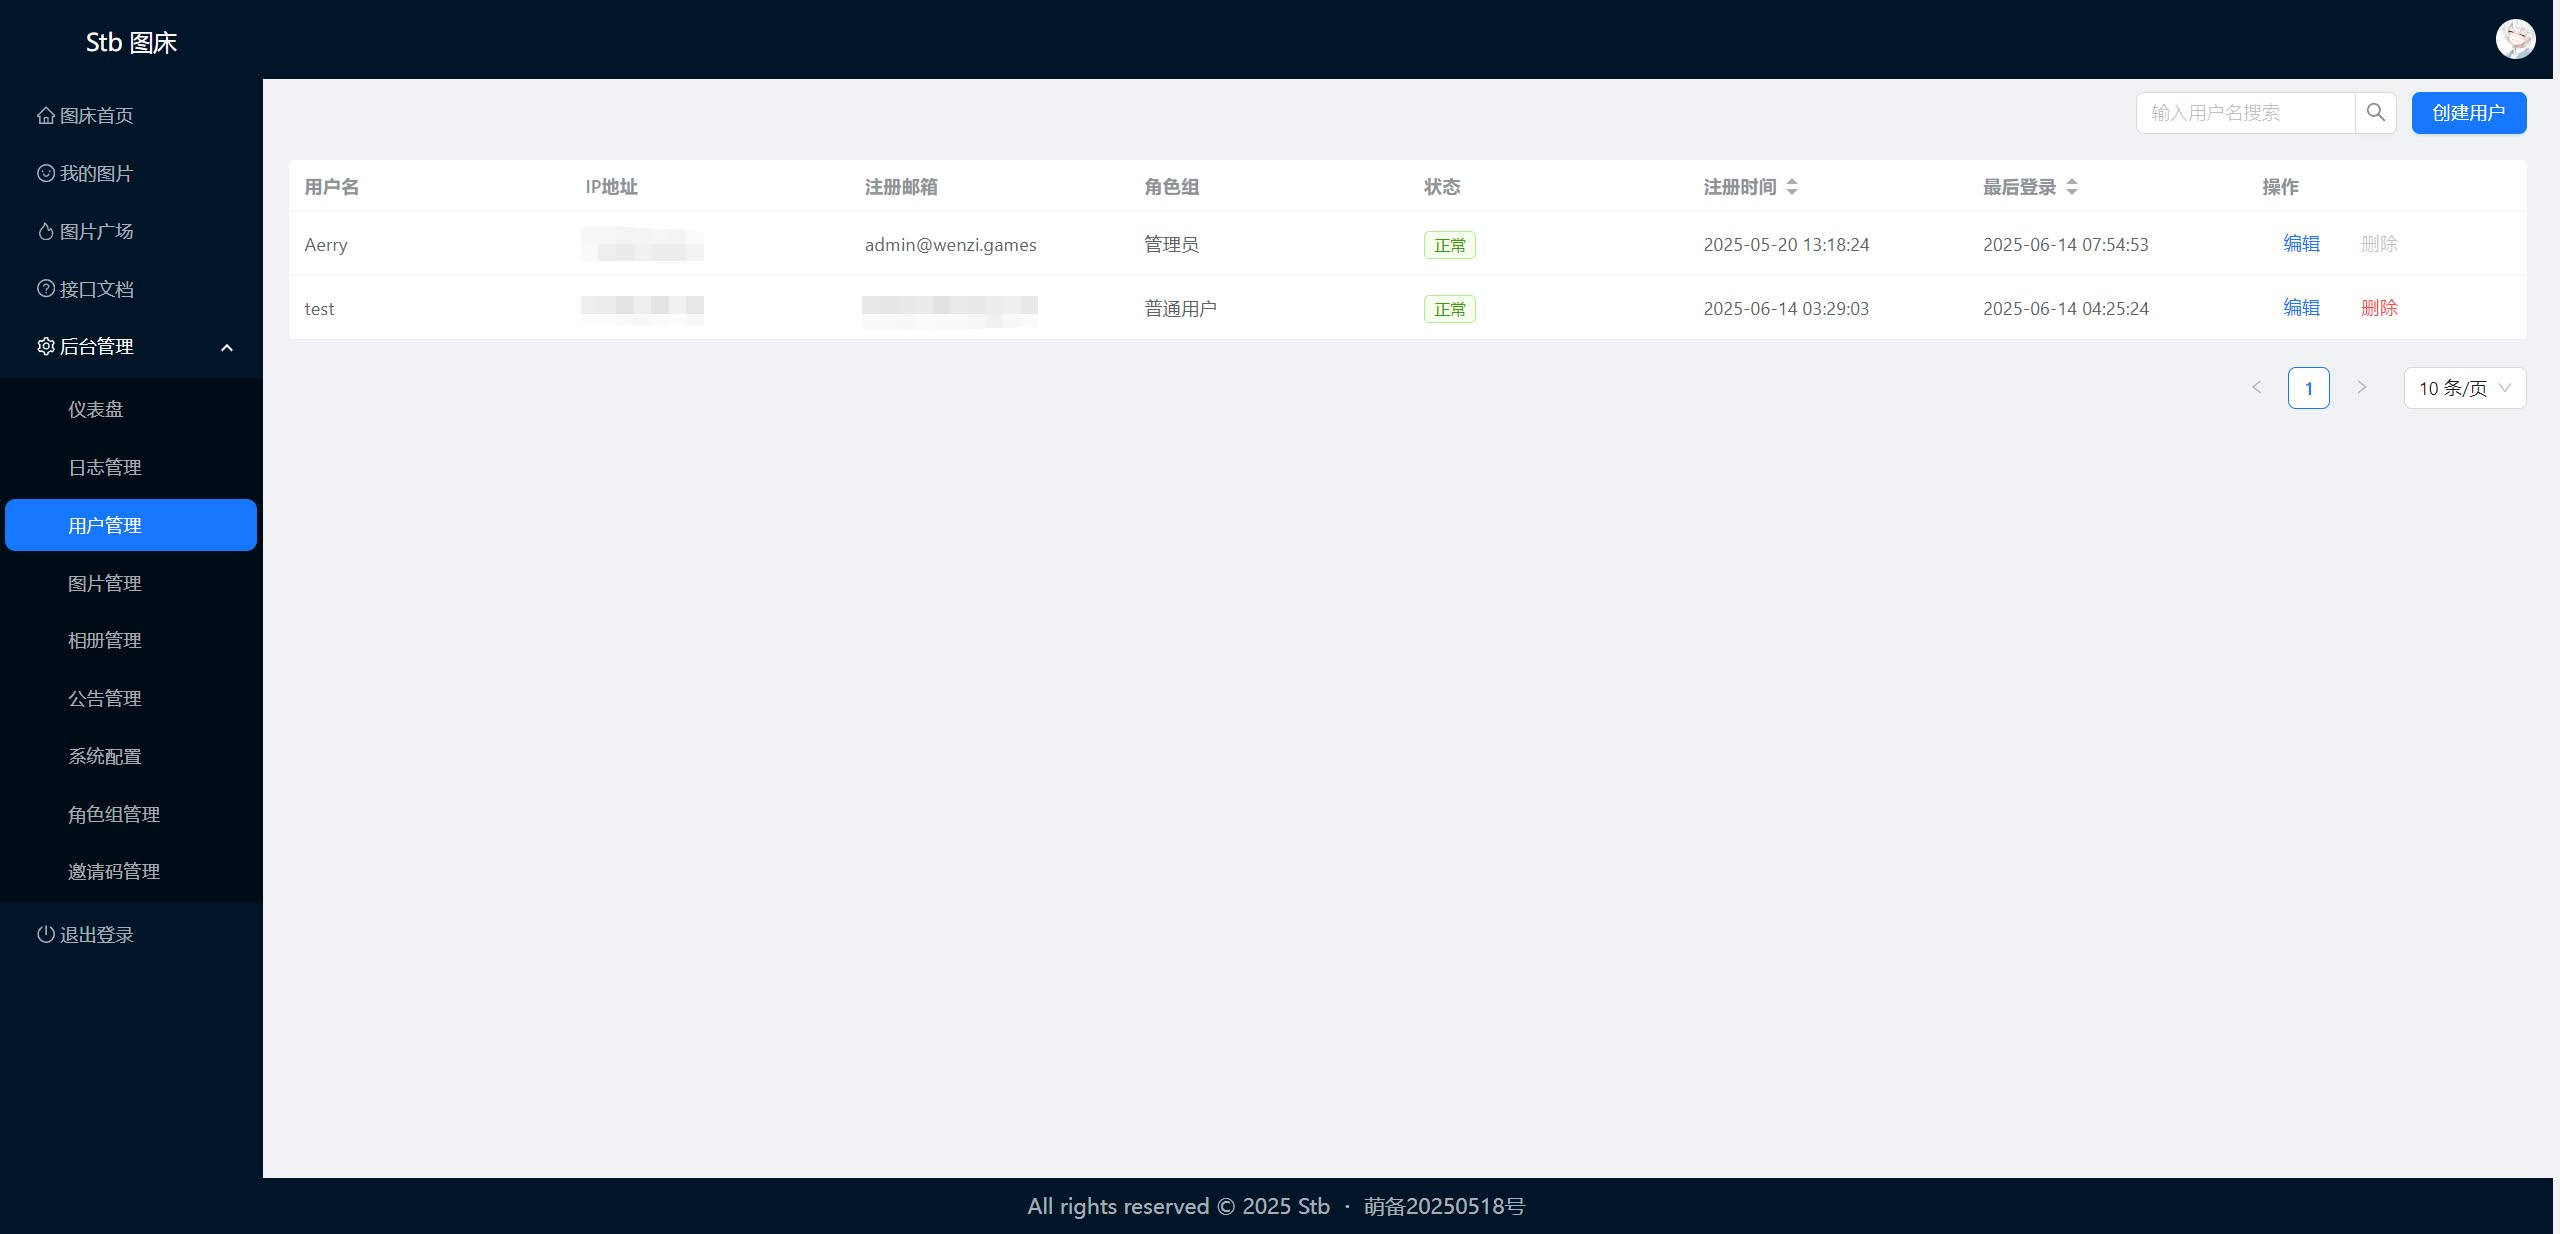 Stb 图床
图床首页
我的图片
图片广场
接口文档
后台管理
仪表盘
日志管理
用户管理
图片管理
相册管理
公告管理
系统配置
角色组管理
邀请码管理
退出登录
输入用户名搜索 创建用户
用户名 IP地址 注册邮箱 角色组 状态 注册时间 最后登录 操作
Aerry admin@wenzi.games 管理员 正常 2025-05-20 13:18:24 2025-06-14 07:54:53 编辑 删除
test 普通用户 正常 2025-06-14 03:29:03 2025-06-14 04:25:24 编辑 删除
1 10 条/页
All rights reserved © 2025 Stb · 萌备20250518号